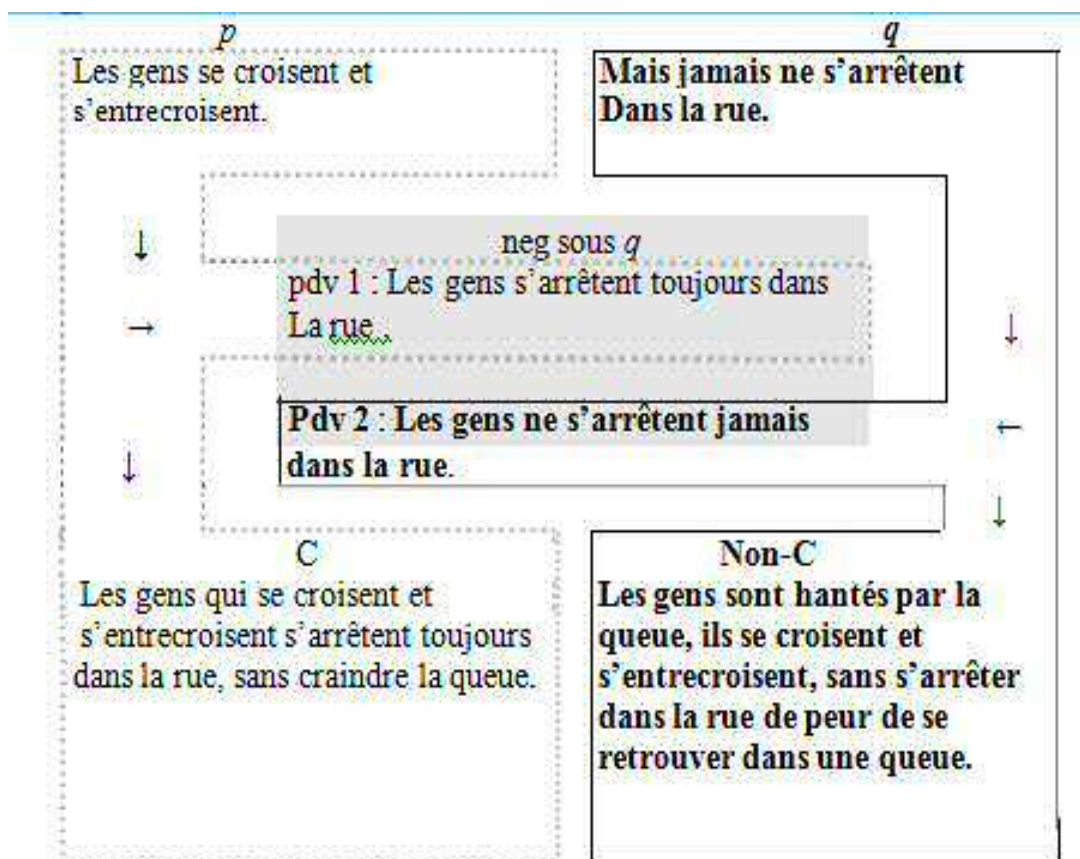 p
Les gens se croisent et
s’entrecroisent.
q
Mais jamais ne s’arrêtent
Dans la rue.
↓
→
↓
neg sous q
pdv 1 : Les gens s’arrêtent toujours dans
La rue .
Pdv 2 : Les gens ne s’arrêtent jamais
dans la rue.
↓
←
↓
C
Les gens qui se croisent et
s’entrecroisent s’arrêtent toujours
dans la rue, sans craindre la queue.
Non-C
Les gens sont hantés par la
queue, ils se croisent et
s’entrecroisent, sans s’arrêter
dans la rue de peur de se
retrouver dans une queue.